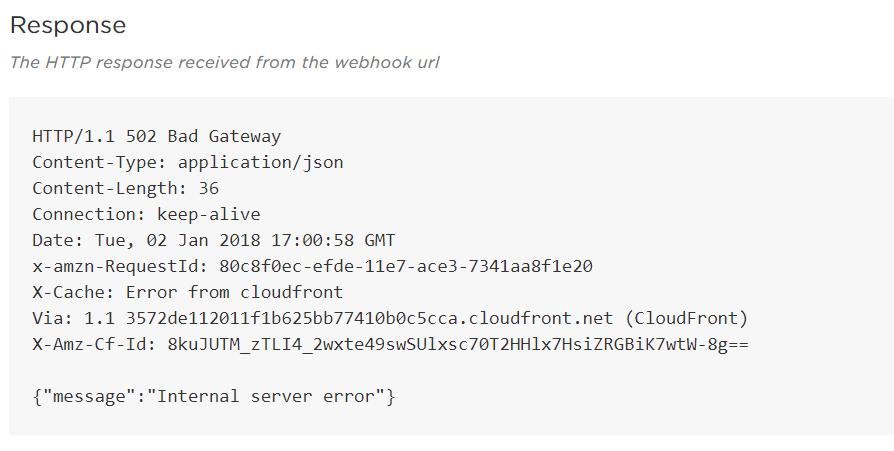 Response
The HTTP response received from the webhook url
HTTP/1.1 502 Bad Gateway
Content-Type: application/json
Content-Length: 36
Connection: keep-alive
Date: Tue, 02 Jan 2018 17:00:58 GMT
x-amzn-RequestId: 80c8f0ec-efde-11e7-ace3-7341aa8f1e20
X-Cache: Error from cloudfront
Via: 1.1 3572de112011f1b625bb77410b0c5cca.cloudfront.net (CloudFront)
X-Amz-Cf-Id: 8kuJUTM_zTLI4_2wxte49swSUlxsc70T2HHlx7HsiZRGBiK7wtW-8g==
{"message":"Internal server error"}